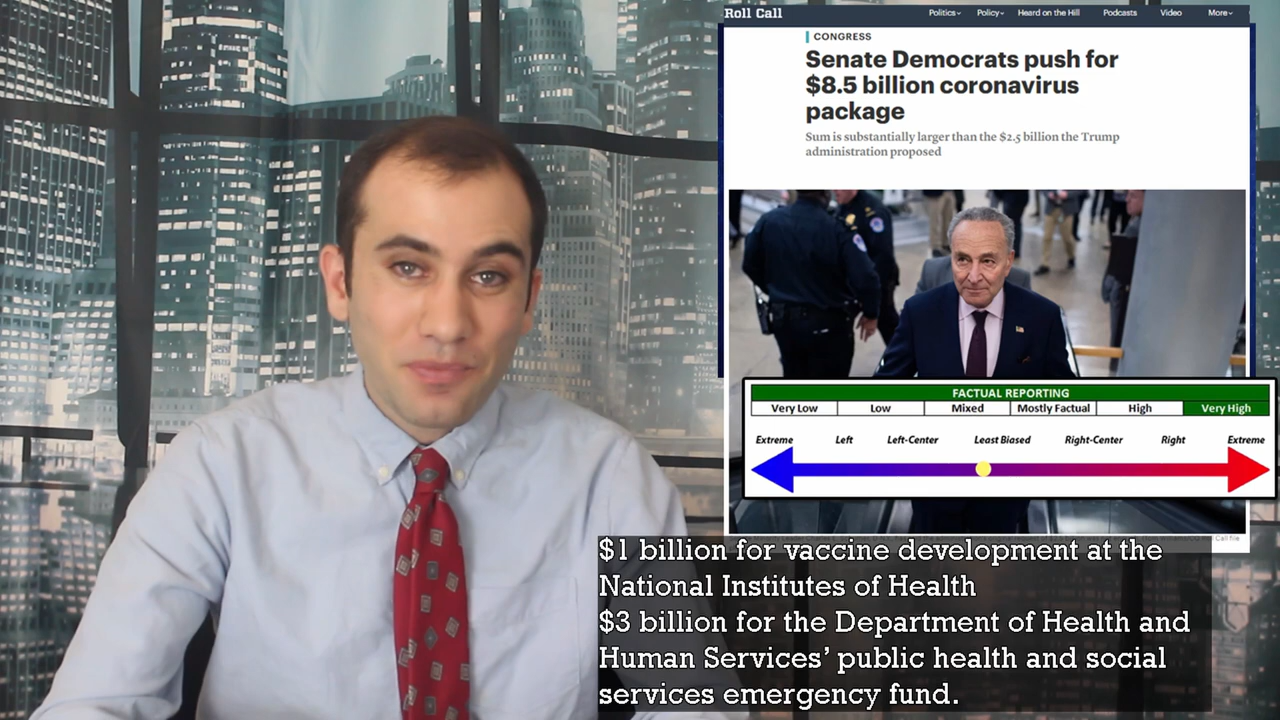 Roll Call
Politics Policy Heard on the Hill Podcasts Video More
CONGRESS
Senate Democrats push for
$8.5 billion coronavirus
package
Sum is substantially larger than the $2.5 billion the Trump
administration proposed
FACTUAL REPORTING
Very Low Low Mixed Mostly Factual High Very High
Extreme Left Left-Center Least Biased Right-Center Right Extreme
Call file
$1 billion for vaccine development at the
National Institutes of Health
$3 billion for the Department of Health and
Human Services’ public health and social
services emergency fund.